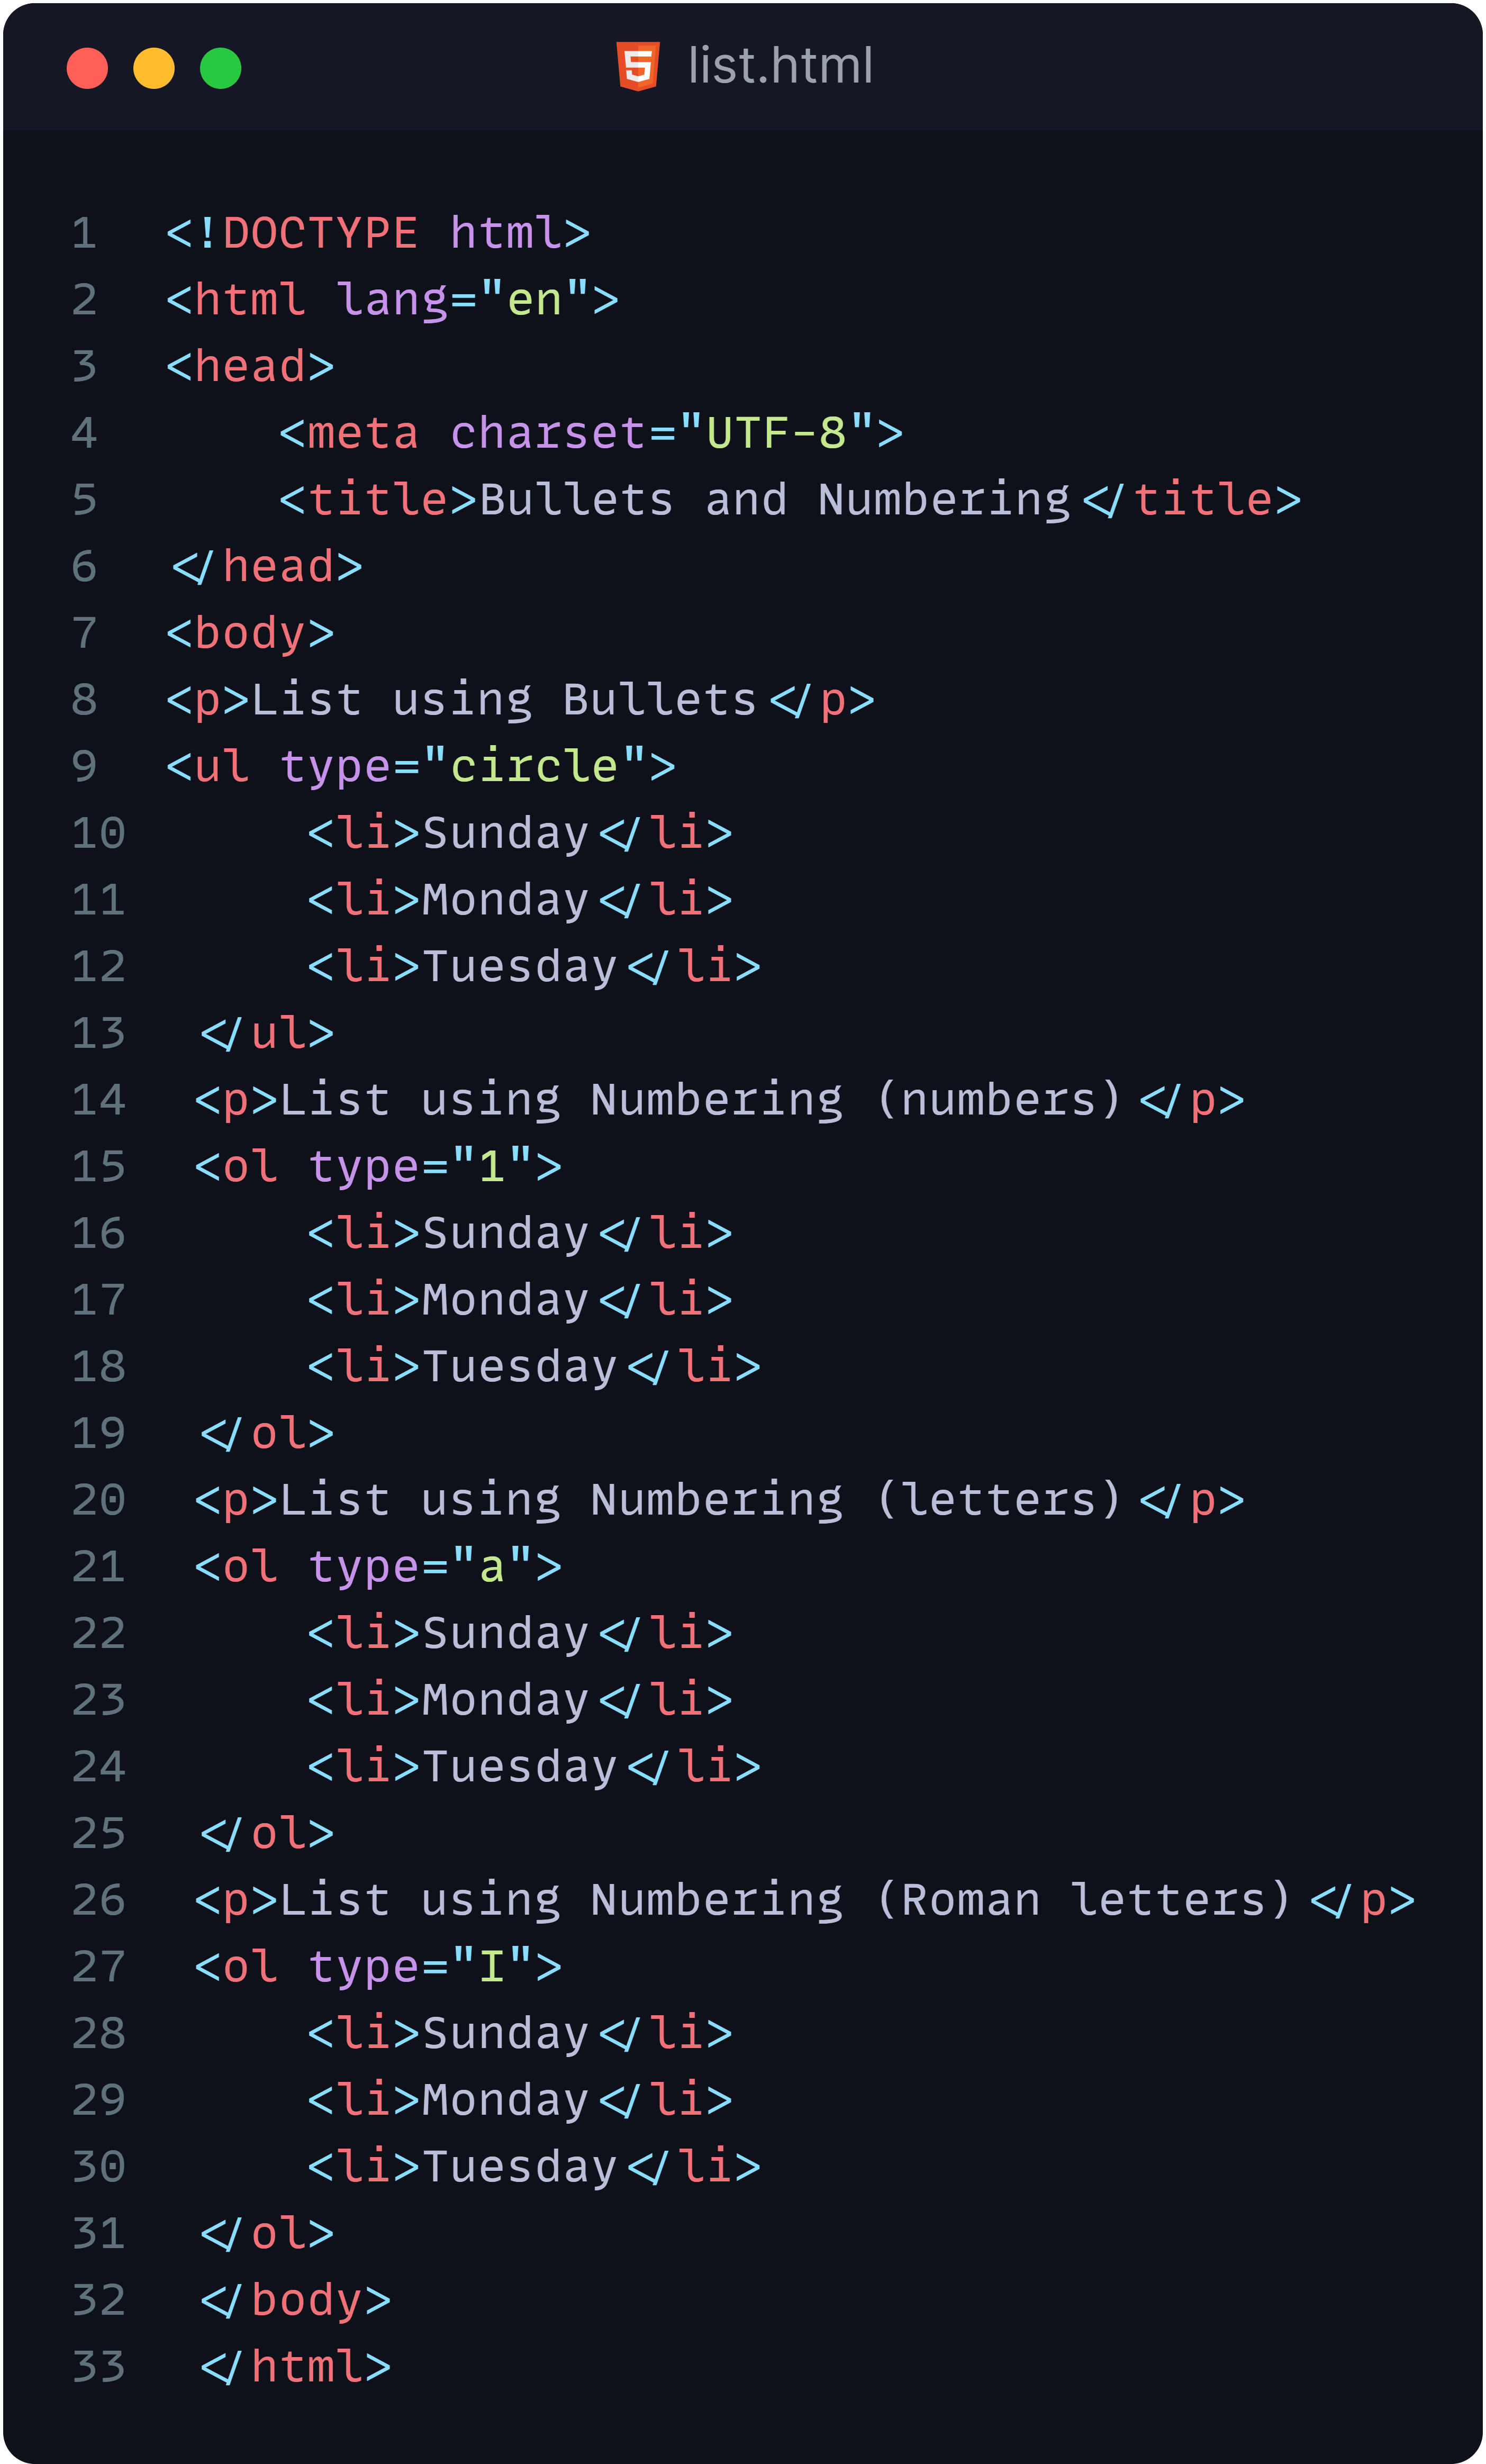 list.html
1 <!DOCTYPE html>
2 <html lang="en">
3 <head>
4     <meta charset="UTF-8">
5     <title>Bullets and Numbering</title>
6 </head>
7 <body>
8 <p>List using Bullets</p>
9 <ul type="circle">
10     <li>Sunday</li>
11     <li>Monday</li>
12     <li>Tuesday</li>
13 </ul>
14 <p>List using Numbering (numbers)</p>
15 <ol type="1">
16     <li>Sunday</li>
17     <li>Monday</li>
18     <li>Tuesday</li>
19 </ol>
20 <p>List using Numbering (letters)</p>
21 <ol type="a">
22     <li>Sunday</li>
23     <li>Monday</li>
24     <li>Tuesday</li>
25 </ol>
26 <p>List using Numbering (Roman letters)</p>
27 <ol type="I">
28     <li>Sunday</li>
29     <li>Monday</li>
30     <li>Tuesday</li>
31 </ol>
32 </body>
33 </html>